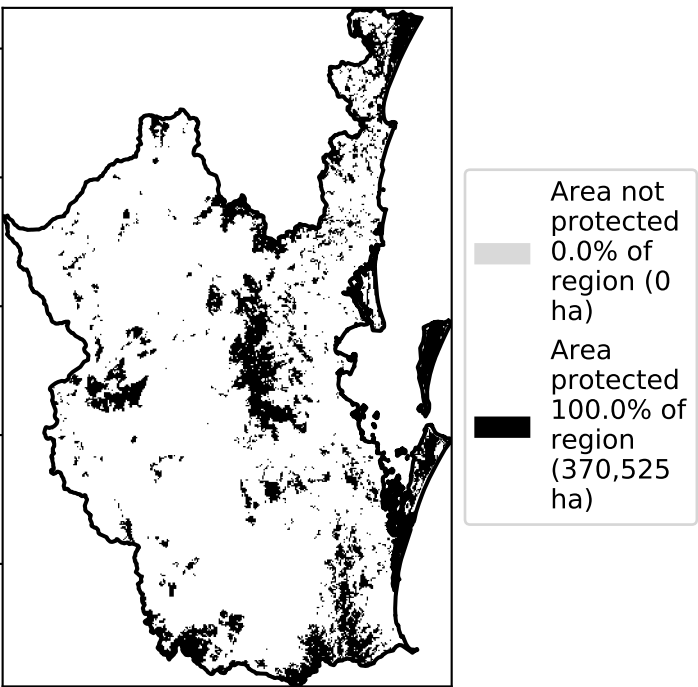 Area not
protected
0.0% of
region (0
ha)
Area
protected
100.0% of
region
(370,525
ha)